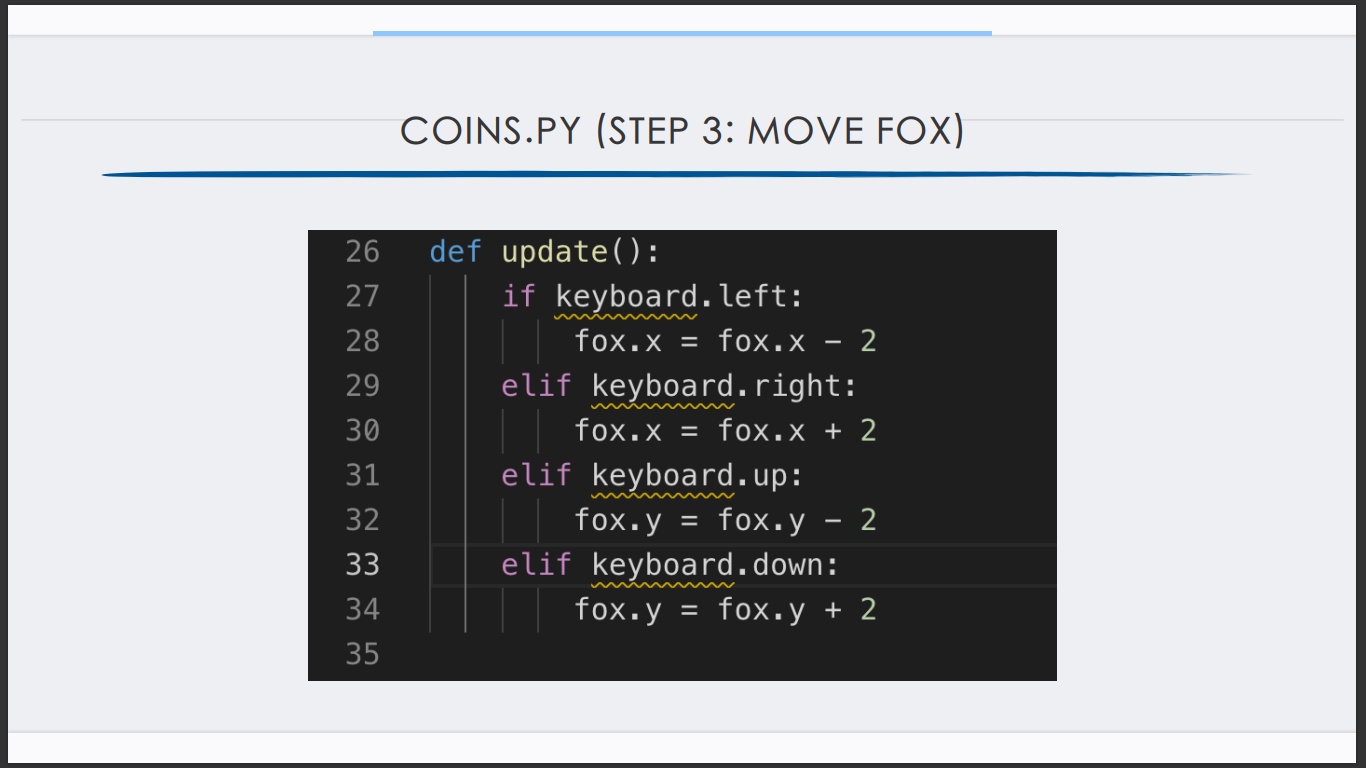 COINS.PY (STEP 3: MOVE FOX)
26 def update():
27     if keyboard.left:
28         fox.x = fox.x - 2
29     elif keyboard.right:
30         fox.x = fox.x + 2
31     elif keyboard.up:
32         fox.y = fox.y - 2
33     elif keyboard.down:
34         fox.y = fox.y + 2
35